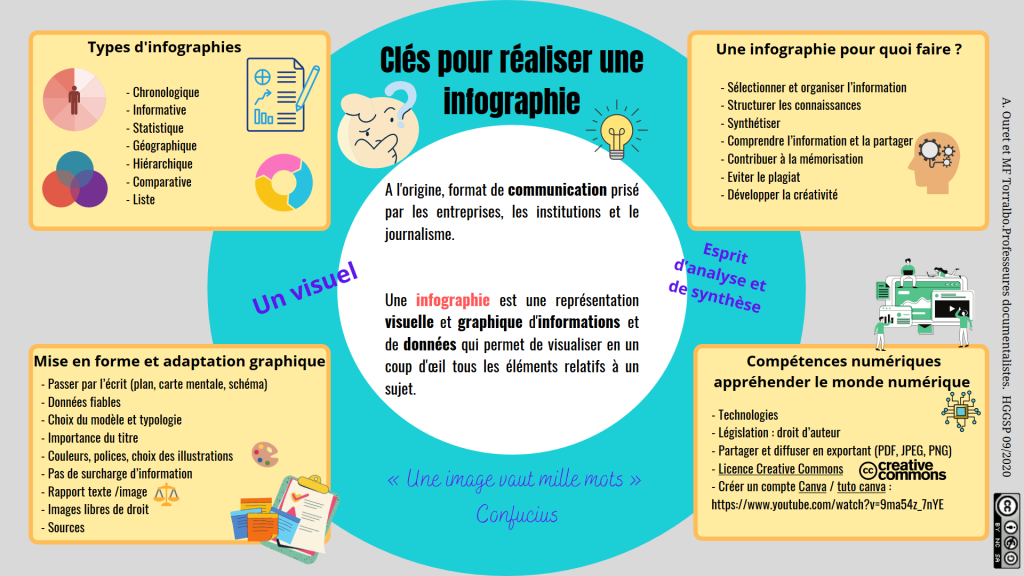 Clés pour réaliser une
infographie
Types d'infographies
- Chronologique
- Informative
- Statistique
- Géographique
- Hiérarchique
- Comparative
- Liste
Une infographie pour quoi faire ?
- Sélectionner et organiser l'information
- Structurer les connaissances
- Synthétiser
- Comprendre l'information et la partager
- Contribuer à la mémorisation
- Eviter le plagiat
- Développer la créativité
A l'origine, format de communication prisé
par les entreprises, les institutions et le
journalisme.
Une infographie est une représentation
visuelle et graphique d'informations et
de données qui permet de visualiser en un
coup d'œil tous les éléments relatifs à un
sujet.
Un visuel
Esprit
d'analyse et
de synthèse
Mise en forme et adaptation graphique
- Passer par l'écrit (plan, carte mentale, schéma)
- Données fiables
- Choix du modèle et typologie
- Importance du titre
- Couleurs, polices, choix des illustrations
- Pas de surcharge d'information
- Rapport texte /image
- Images libres de droit
- Sources
Compétences numériques
appréhender le monde numérique
- Technologies
- Législation : droit d'auteur
- Partager et diffuser en exportant (PDF, JPEG, PNG)
- Licence Creative Commons
cc creative
commons
- Créer un compte Canva / tuto canva :
https://www.youtube.com/watch?v=9ma54z_7nYE
« Une image vaut mille mots »
Confucius
A. Ouret et MF Torralbo.Professeures documentalistes. HGGSP 09/2020
cc
BY NC SA